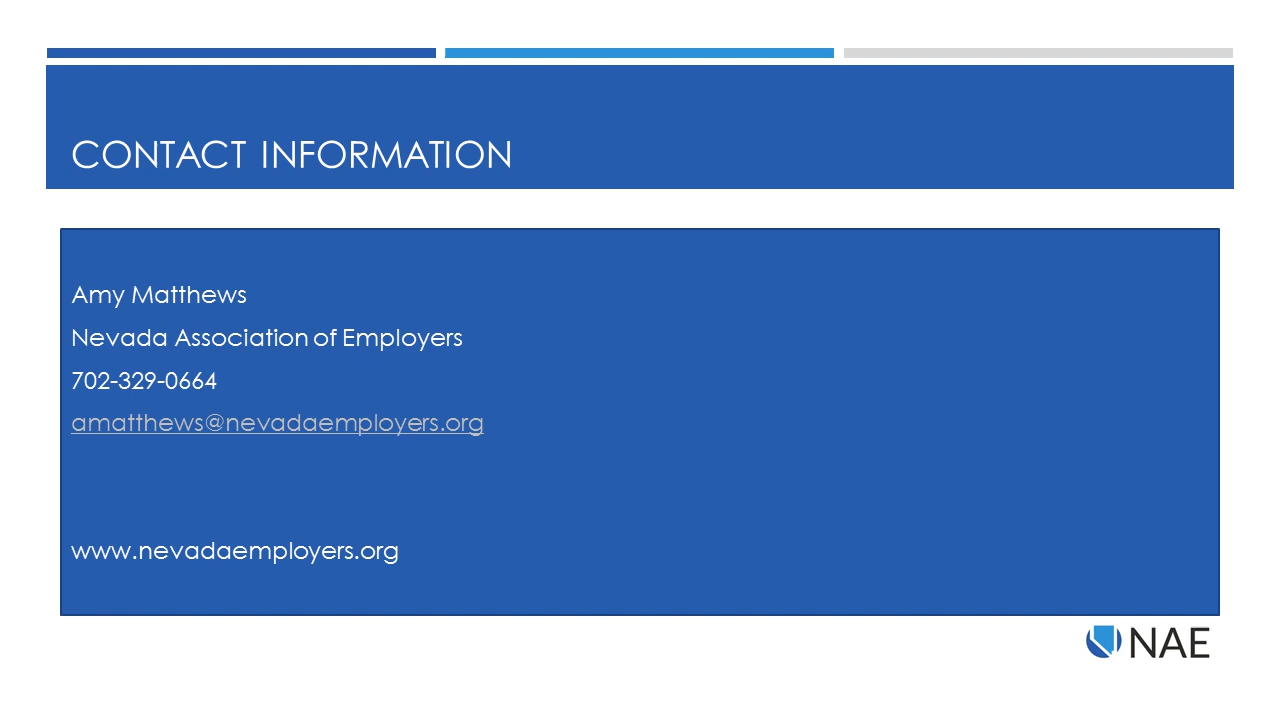 CONTACT INFORMATION
Amy Matthews
Nevada Association of Employers
702-329-0664
amatthews@nevadaemployers.org
www.nevadaemployers.org
NAE